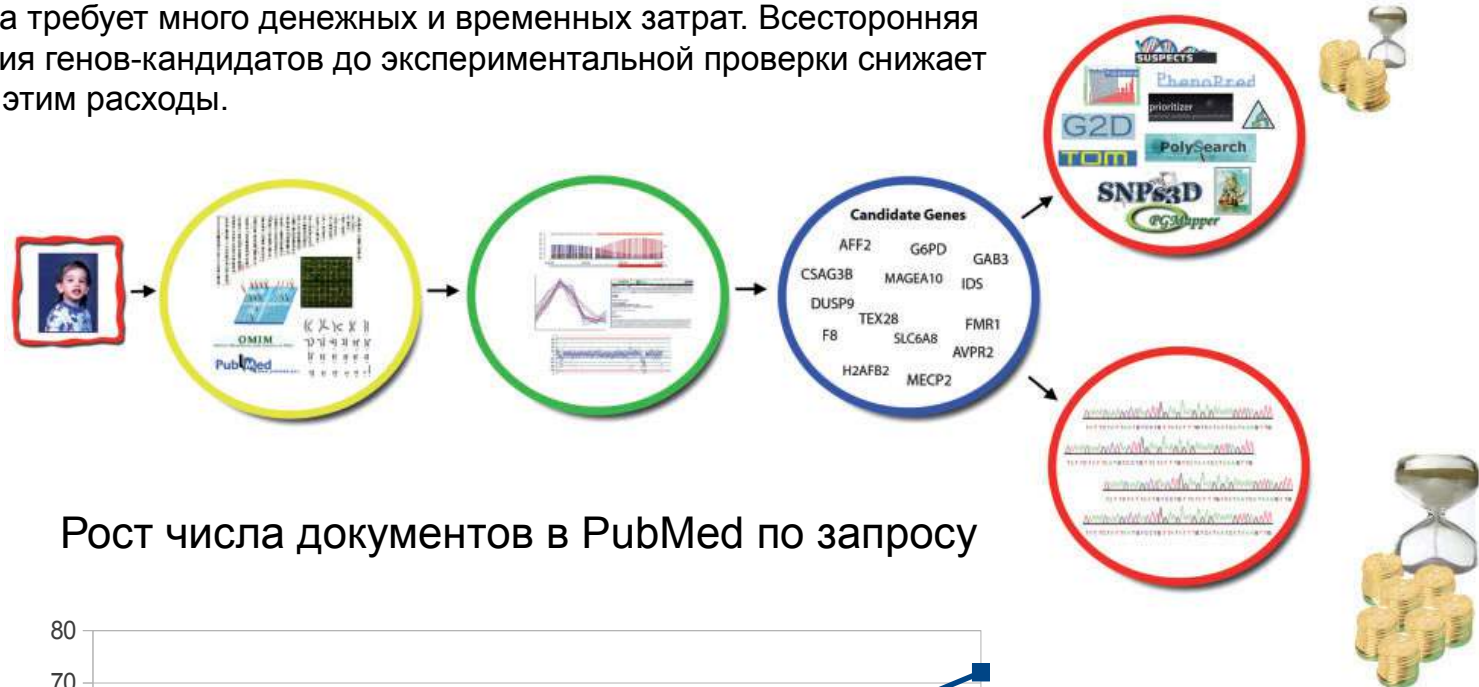 а требует много денежных и временных затрат. Всесторонняя
ия генов-кандидатов до экспериментальной проверки снижает
этим расходы.
SUSPECTS
PhenoPred
prioritizer
G2D
TOM
PolySearch
SNPs3D
PGMapper
Candidate Genes
AFF2
G6PD
GAB3
CSAG3B
MAGEA10
IDS
DUSP9
TEX28
FMR1
F8
SLC6A8
AVPR2
H2AFB2
MECP2
OMIM
PubMed
Рост числа документов в PubMed по запросу
80
70